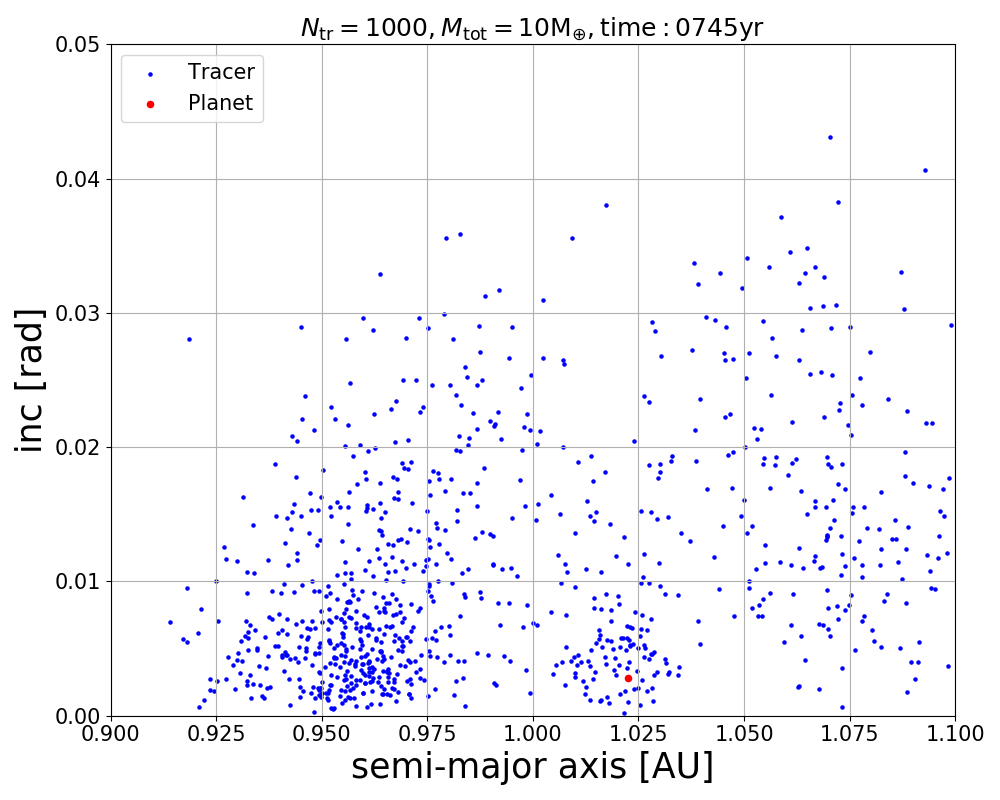 N_tr = 1000, M_tot = 10M_⊕, time : 0745yr
Tracer
Planet
inc [rad]
0.05
0.04
0.03
0.02
0.01
0.00
0.900 0.925 0.950 0.975 1.000 1.025 1.050 1.075 1.100
semi-major axis [AU]